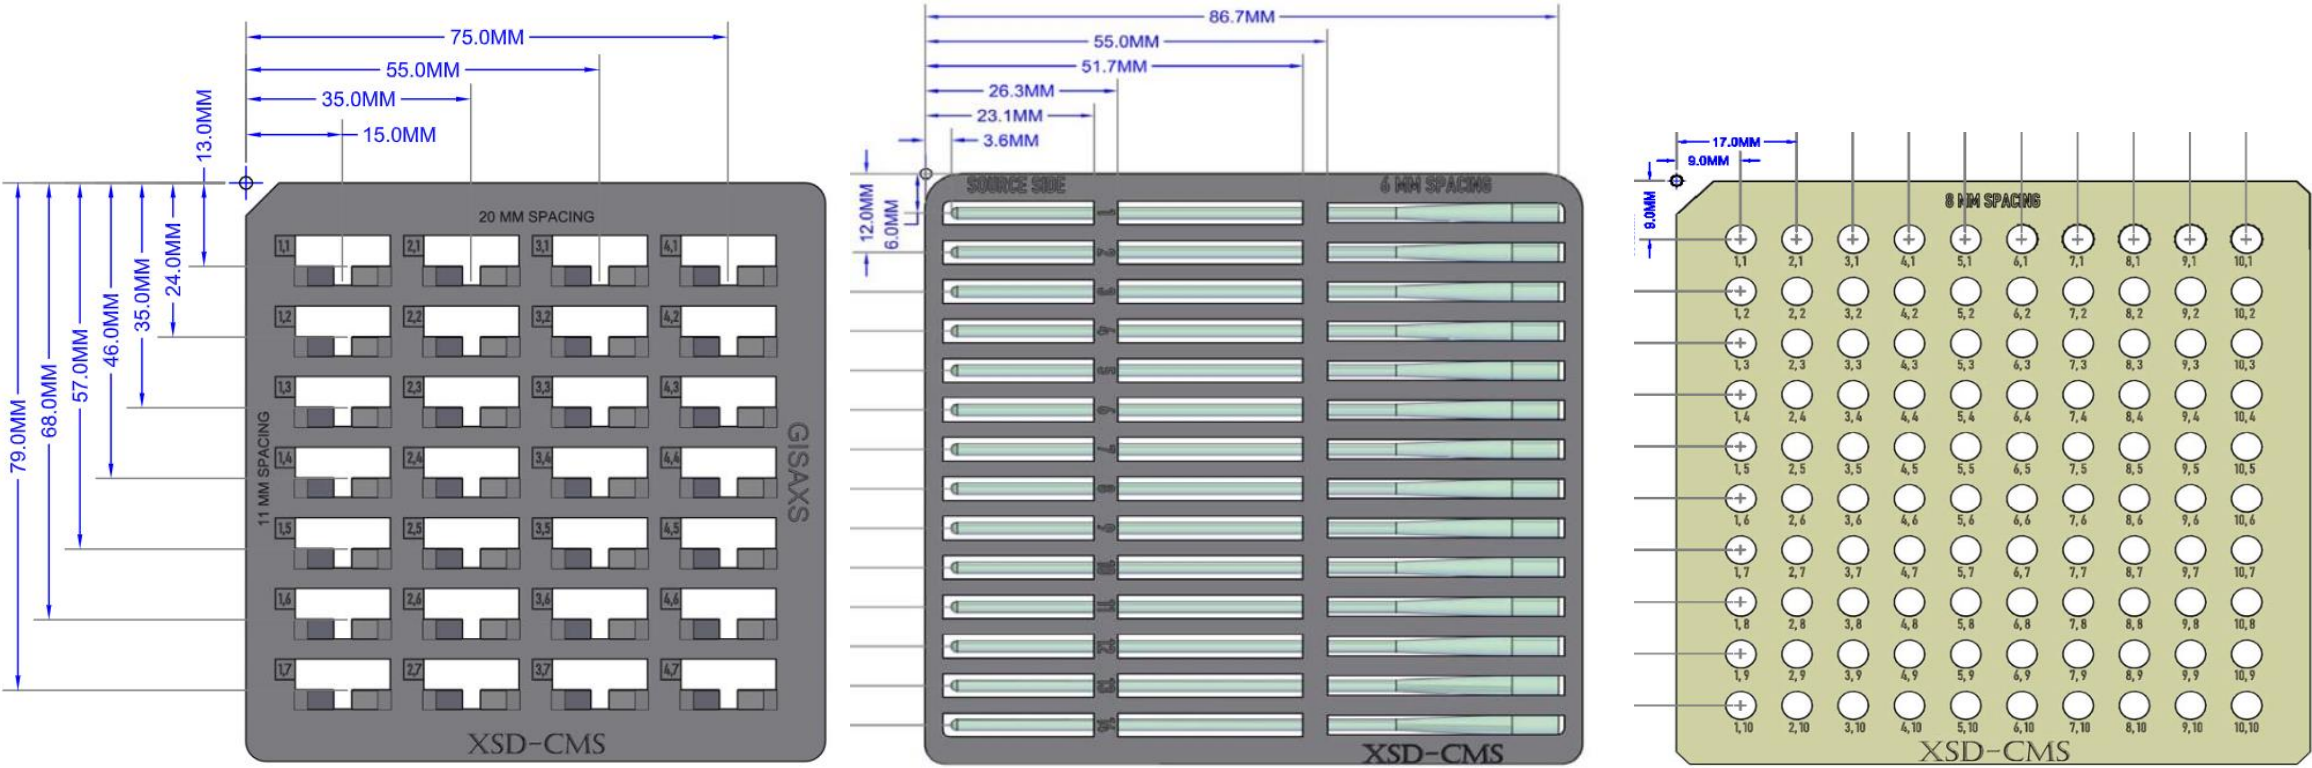 75.0MM
55.0MM
35.0MM
15.0MM
13.0MM
24.0MM
35.0MM
46.0MM
57.0MM
68.0MM
79.0MM
20 MM SPACING
11 MM SPACING
GISAXS
1,1 2,1 3,1 4,1
1,2 2,2 3,2 4,2
1,3 2,3 3,3 4,3
1,4 2,4 3,4 4,4
1,5 2,5 3,5 4,5
1,6 2,6 3,6 4,6
1,7 2,7 3,7 4,7
XSD-CMS
86.7MM
55.0MM
51.7MM
26.3MM
23.1MM
3.6MM
12.0MM
6.0MM
SOURCE SIDE
6 MM SPACING
1
2
3
4
5
6
7
8
9
10
11
12
13
14
XSD-CMS
17.0MM
9.0MM
9.0MM
8 MM SPACING
1,1 2,1 3,1 4,1 5,1 6,1 7,1 8,1 9,1 10,1
1,2 2,2 3,2 4,2 5,2 6,2 7,2 8,2 9,2 10,2
1,3 2,3 3,3 4,3 5,3 6,3 7,3 8,3 9,3 10,3
1,4 2,4 3,4 4,4 5,4 6,4 7,4 8,4 9,4 10,4
1,5 2,5 3,5 4,5 5,5 6,5 7,5 8,5 9,5 10,5
1,6 2,6 3,6 4,6 5,6 6,6 7,6 8,6 9,6 10,6
1,7 2,7 3,7 4,7 5,7 6,7 7,7 8,7 9,7 10,7
1,8 2,8 3,8 4,8 5,8 6,8 7,8 8,8 9,8 10,8
1,9 2,9 3,9 4,9 5,9 6,9 7,9 8,9 9,9 10,9
1,10 2,10 3,10 4,10 5,10 6,10 7,10 8,10 9,10 10,10
XSD-CMS